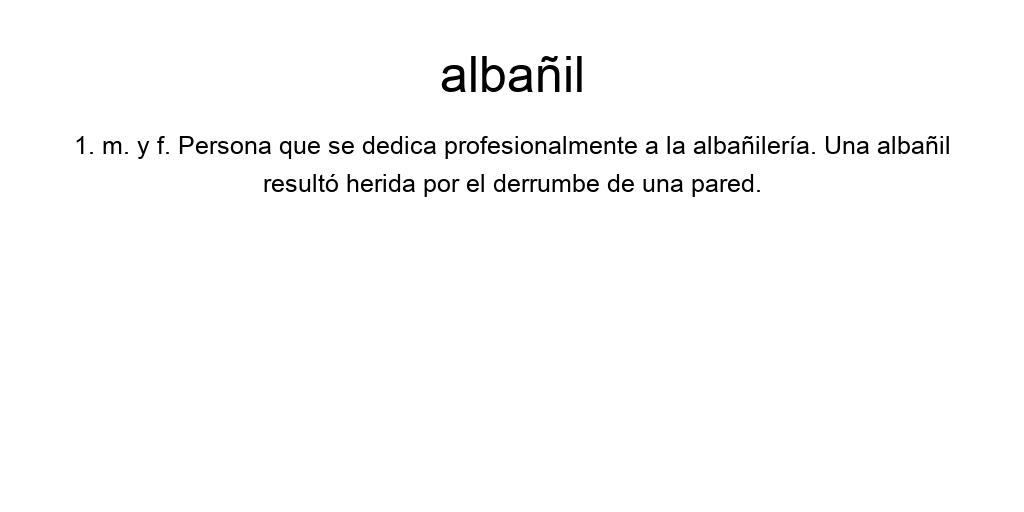 albañil
1. m. y f. Persona que se dedica profesionalmente a la albañilería. Una albañil
resultó herida por el derrumbe de una pared.